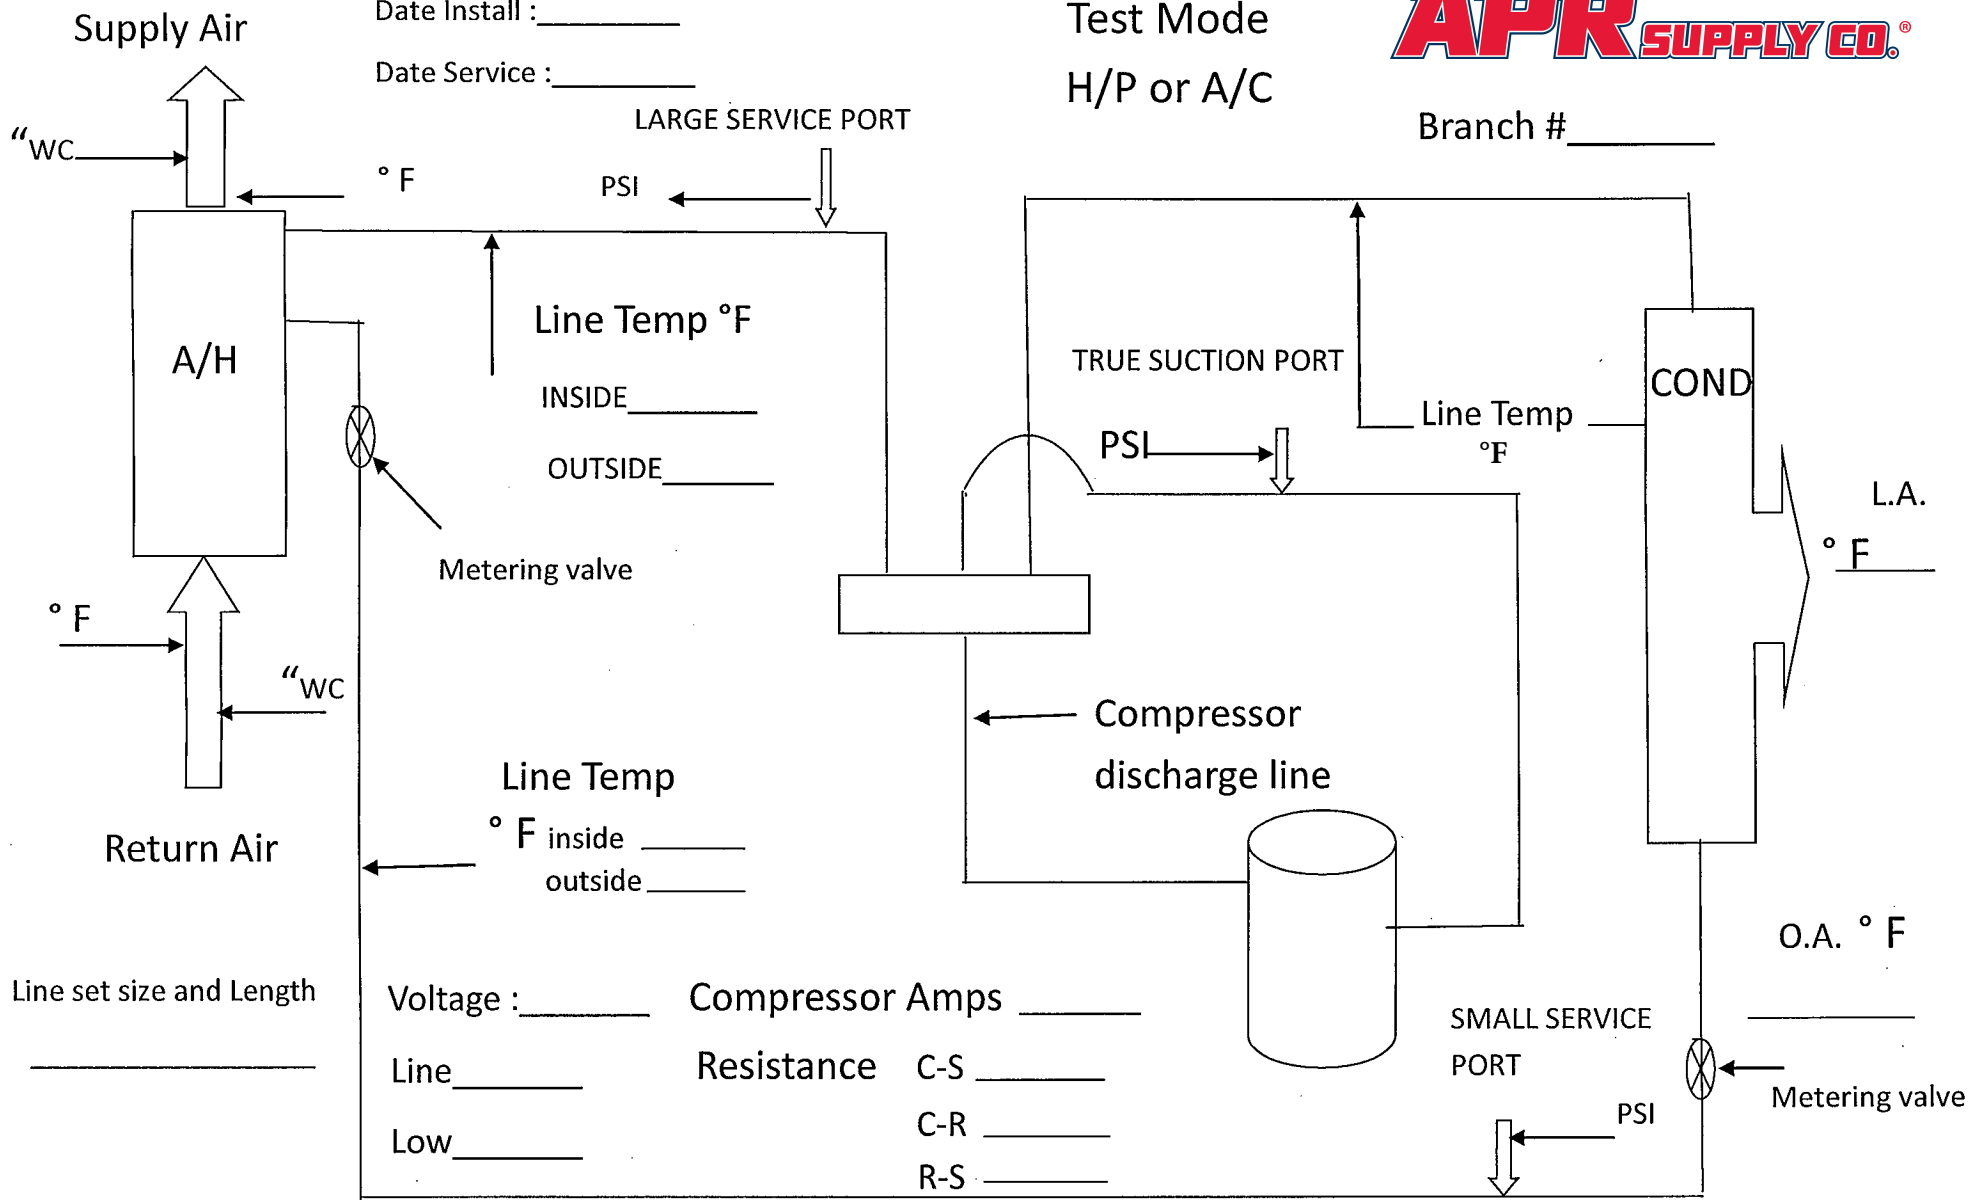 Supply Air
Date Install :
Date Service :
Test Mode
H/P or A/C
APR SUPPLY CO.®
Branch #
LARGE SERVICE PORT
“WC
° F
PSI
A/H
Line Temp °F
INSIDE
OUTSIDE
Metering valve
TRUE SUCTION PORT
PSI
Line Temp
°F
COND
L.A.
° F
° F
“WC
Return Air
Line Temp
° F inside
outside
Compressor
discharge line
O.A. ° F
Line set size and Length
Voltage :
Line
Low
Compressor Amps
Resistance C-S
C-R
R-S
SMALL SERVICE
PORT
PSI
Metering valve